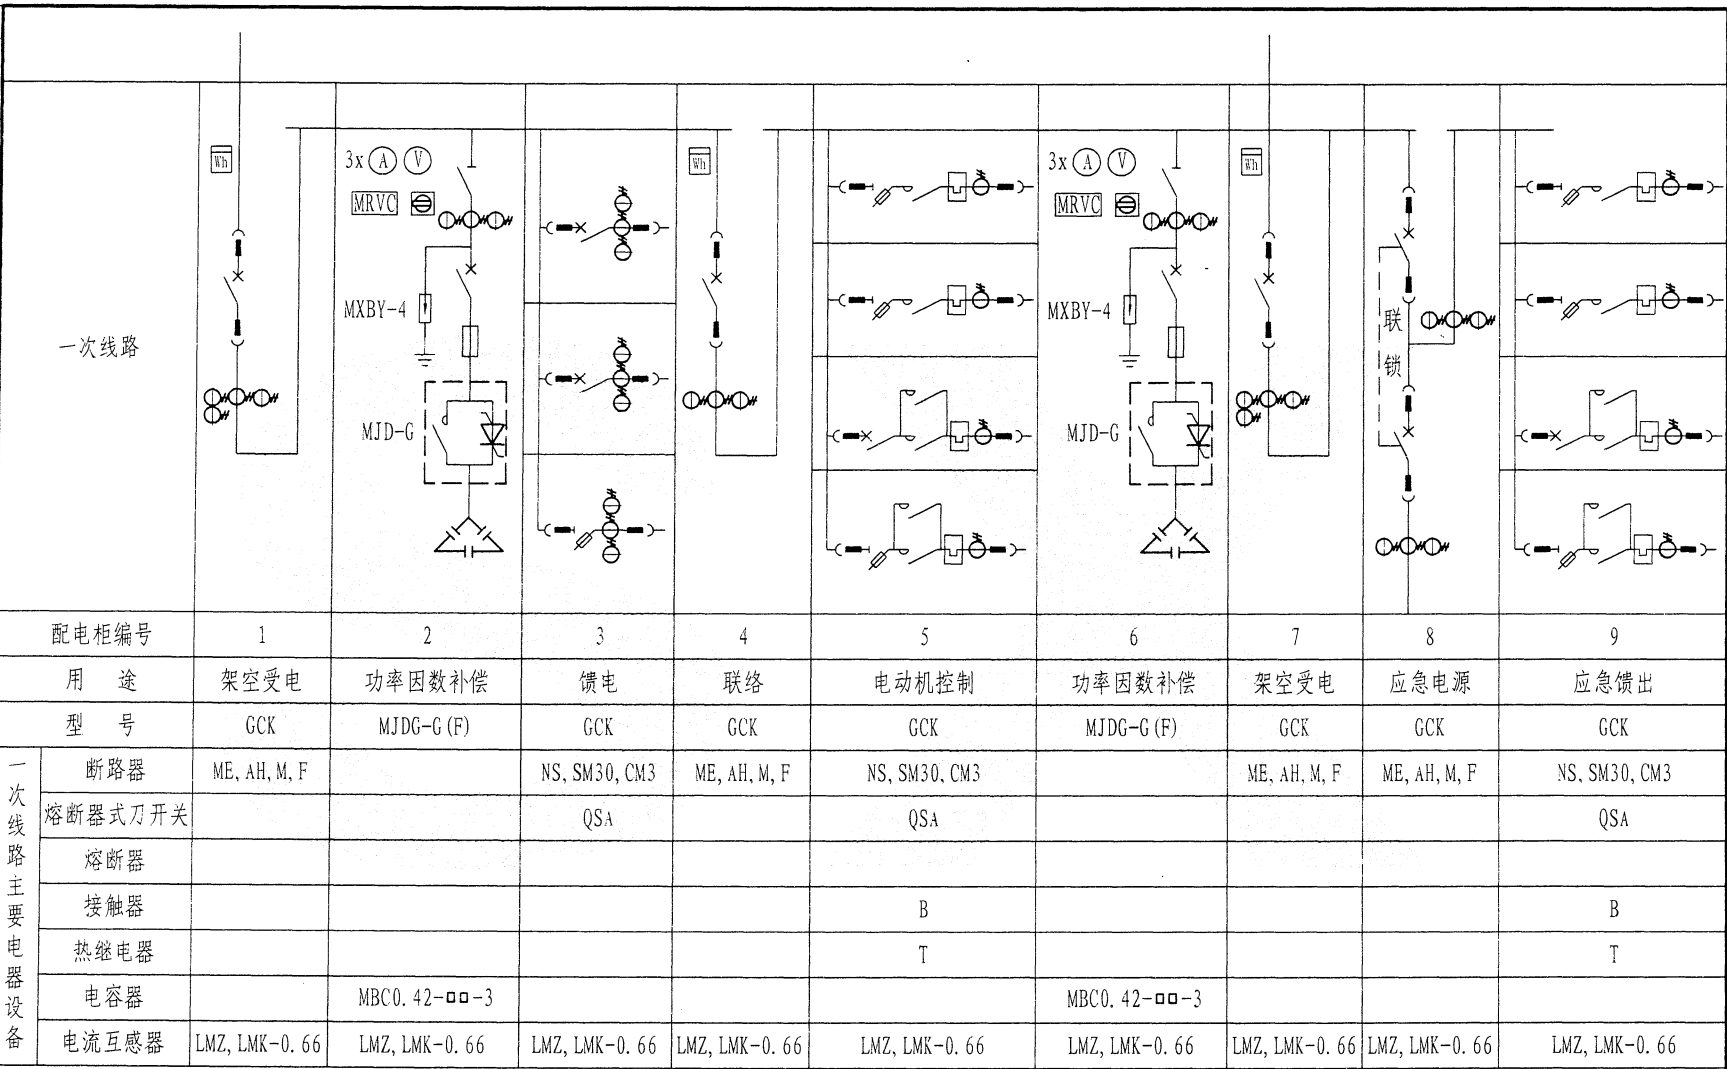 Wh
3x A V
MRVC
MXBY-4
MJD-G
Wh
3x A V
MRVC
MXBY-4
MJD-G
Wh
联
锁
一次线路
配电柜编号 1 2 3 4 5 6 7 8 9
用 途 架空受电 功率因数补偿 馈电 联络 电动机控制 功率因数补偿 架空受电 应急电源 应急馈出
型 号 GCK MJDG-G(F) GCK GCK GCK MJDG-G(F) GCK GCK GCK
一次线路主要电器设备
断路器 ME, AH, M, F NS, SM30, CM3 ME, AH, M, F NS, SM30, CM3 ME, AH, M, F ME, AH, M, F NS, SM30, CM3
熔断器式刀开关 QSA QSA QSA
熔断器
接触器 B B
热继电器 T T
电容器 MBC0.42-□□-3 MBC0.42-□□-3
电流互感器 LMZ, LMK-0.66 LMZ, LMK-0.66 LMZ, LMK-0.66 LMZ, LMK-0.66 LMZ, LMK-0.66 LMZ, LMK-0.66 LMZ, LMK-0.66 LMZ, LMK-0.66 LMZ, LMK-0.66